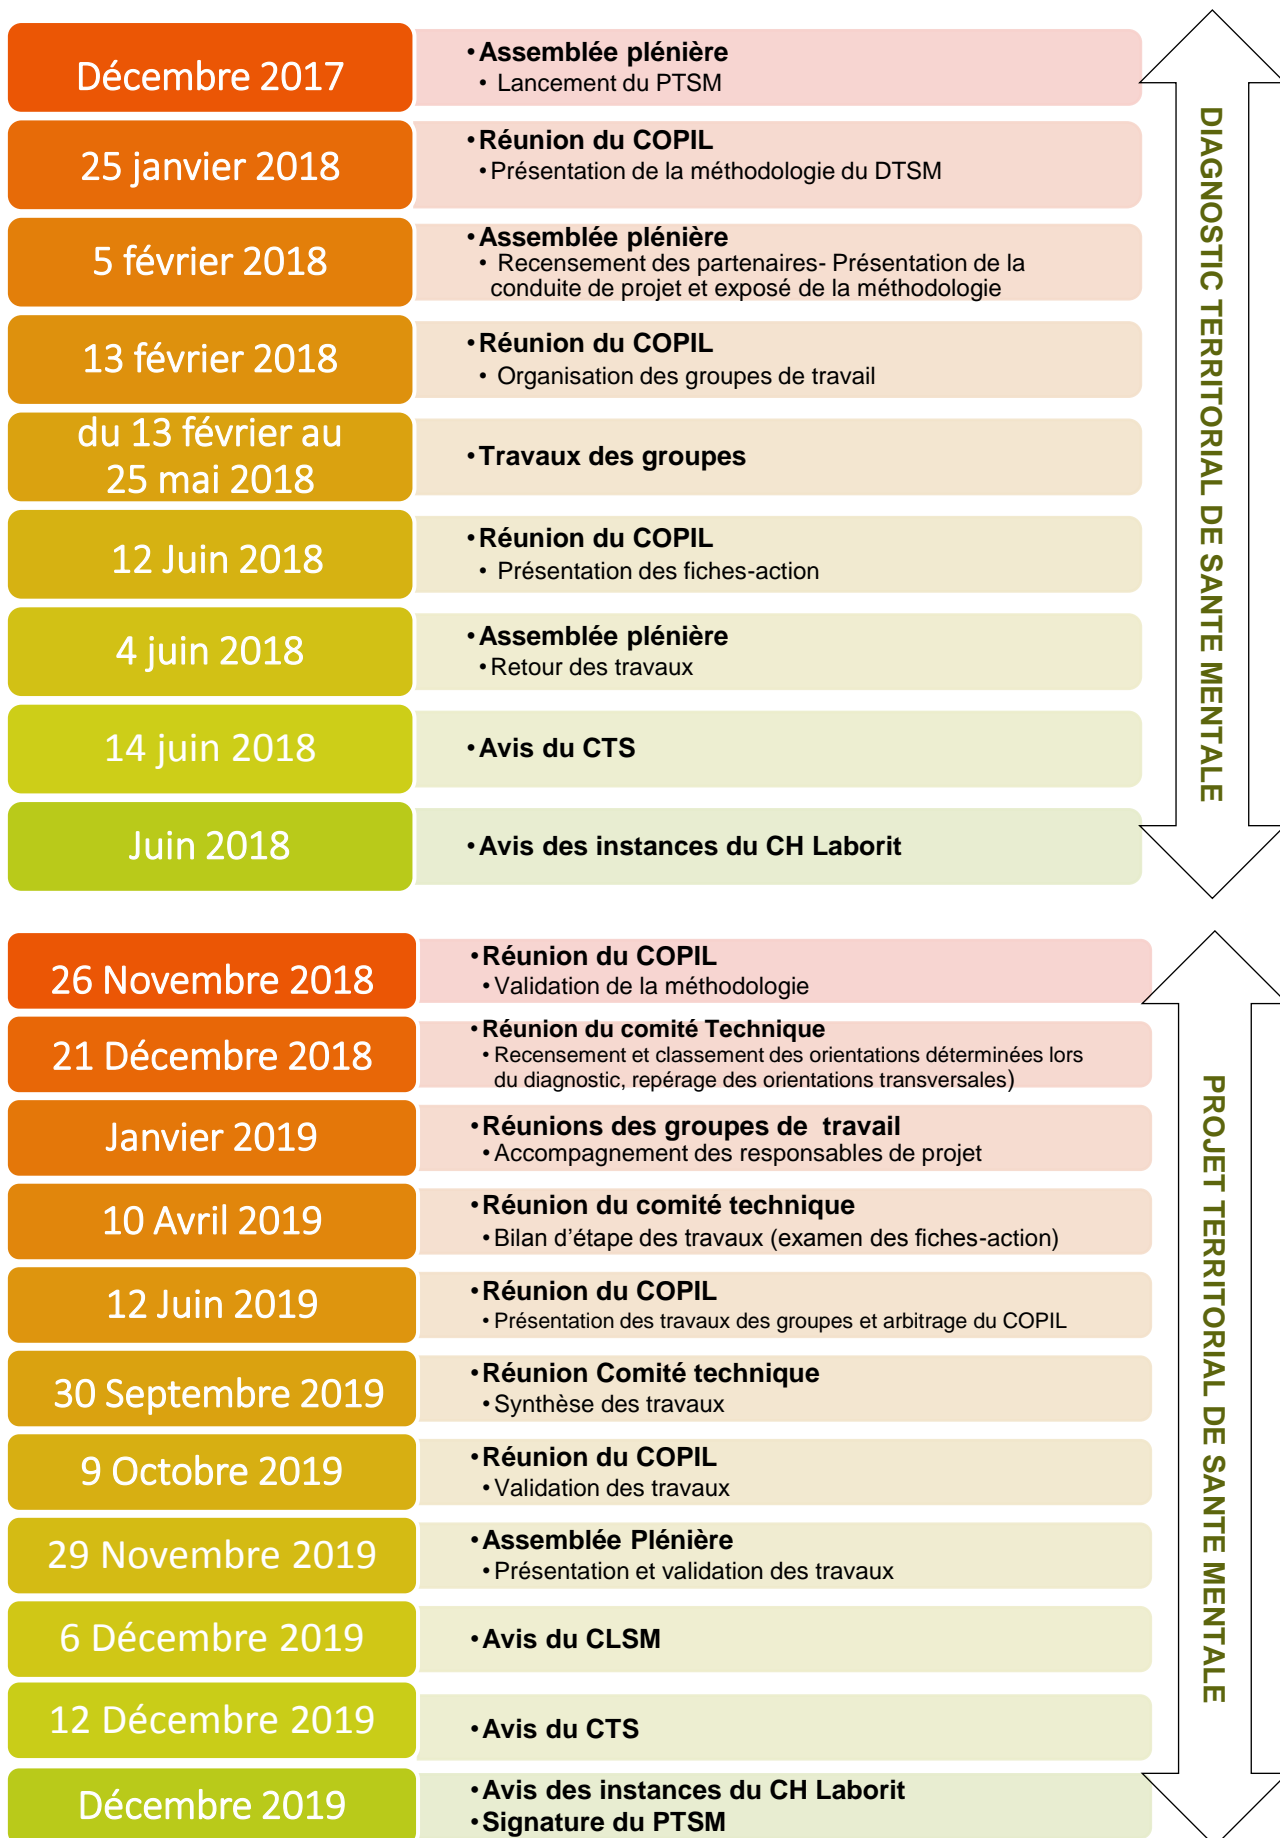 Décembre 2017
•Assemblée plénière
• Lancement du PTSM
25 janvier 2018
•Réunion du COPIL
•Présentation de la méthodologie du DTSM
5 février 2018
•Assemblée plénière
• Recensement des partenaires- Présentation de la
conduite de projet et exposé de la méthodologie
13 février 2018
•Réunion du COPIL
• Organisation des groupes de travail
du 13 février au
25 mai 2018
•Travaux des groupes
12 Juin 2018
•Réunion du COPIL
• Présentation des fiches-action
4 juin 2018
•Assemblée plénière
•Retour des travaux
14 juin 2018
•Avis du CTS
Juin 2018
•Avis des instances du CH Laborit
DIAGNOSTIC TERRITORIAL DE SANTE MENTALE
26 Novembre 2018
•Réunion du COPIL
•Validation de la méthodologie
21 Décembre 2018
•Réunion du comité Technique
•Recensement et classement des orientations déterminées lors
du diagnostic, repérage des orientations transversales)
Janvier 2019
•Réunions des groupes de travail
•Accompagnement des responsables de projet
10 Avril 2019
•Réunion du comité technique
•Bilan d’étape des travaux (examen des fiches-action)
12 Juin 2019
•Réunion du COPIL
•Présentation des travaux des groupes et arbitrage du COPIL
30 Septembre 2019
•Réunion Comité technique
•Synthèse des travaux
9 Octobre 2019
•Réunion du COPIL
•Validation des travaux
29 Novembre 2019
•Assemblée Plénière
•Présentation et validation des travaux
6 Décembre 2019
•Avis du CLSM
12 Décembre 2019
•Avis du CTS
Décembre 2019
•Avis des instances du CH Laborit
•Signature du PTSM
PROJET TERRITORIAL DE SANTE MENTALE